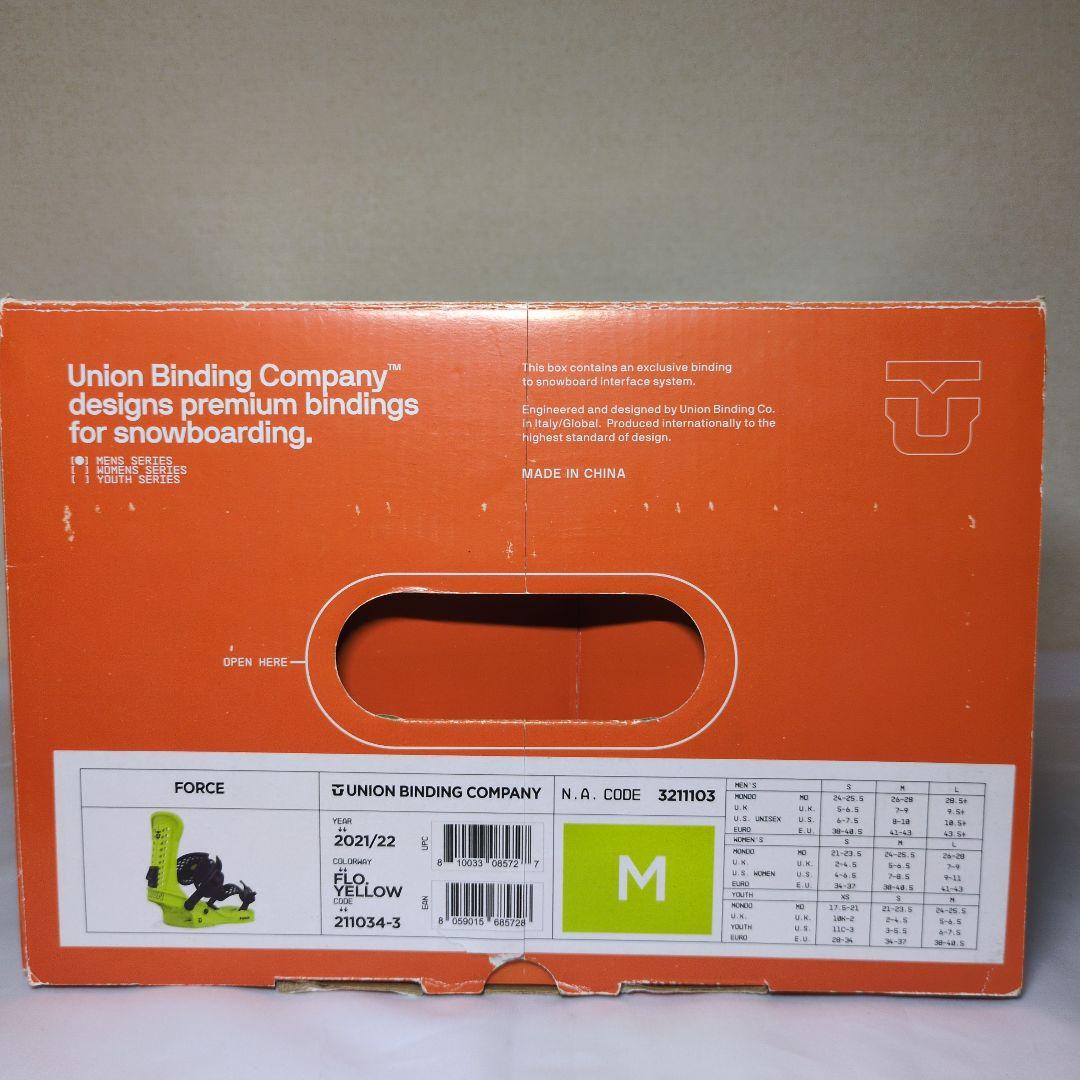 Union Binding Company™
designs premium bindings
for snowboarding.
[●] MENS SERIES
[ ] WOMENS SERIES
[ ] YOUTH SERIES
This box contains an exclusive binding
to snowboard interface system.
Engineered and designed by Union Binding Co.
In Italy/Global. Produced internationally to the
highest standard of design.
MADE IN CHINA
OPEN HERE
FORCE
UNION BINDING COMPANY
YEAR
2021/22
COLORWAY
FLO.
YELLOW
CODE
211034-3
UPC
8 10033 08572 7
EAN
8 059015 685728
N.A. CODE 3211103
M
MEN'S S M L
MONDO MO 24-25.5 26-28 28.5+
U.K U.K. 5-6.5 7-9 9.5+
U.S. UNISEX U.S. 6-7.5 8-10 10.5+
EURO E.U. 38-40.5 41-43 43.5+
WOMEN'S S M L
MONDO MO 21-23.5 24-25.5 26-28
U.K. U.K. 2-4.5 5-6.5 7-9
U.S. WOMEN U.S. 4-6.5 7-8.5 9-11
EURO E.U. 34-37 38-40.5 41-43
YOUTH XS S M
MONDO MO 17.5-21 21-23.5 24-25.5
U.K. U.K. 10K-2 2-4.5 5-6.5
YOUTH U.S. 11C-3 3-5.5 6-7.5
EURO E.U. 28-34 34-37 38-40.5